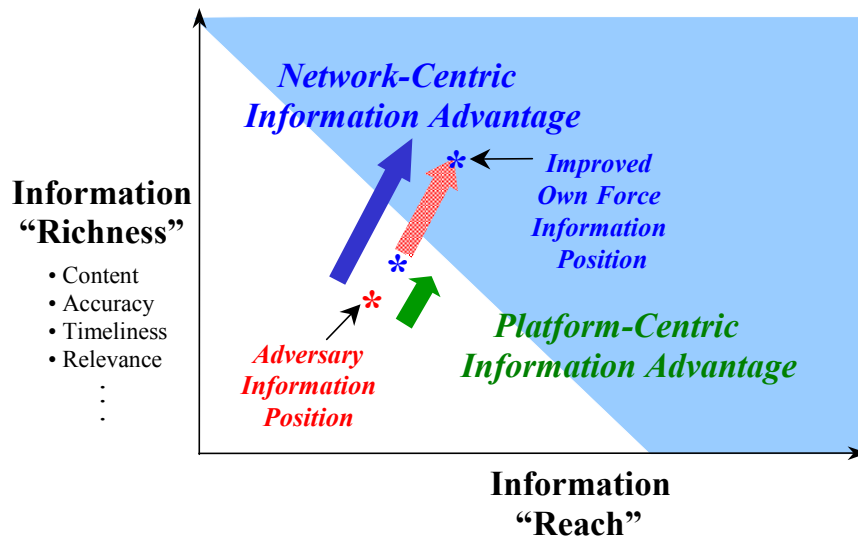 Network-Centric
Information Advantage
Improved
Own Force
Information
Position
Information
“Richness”
• Content
• Accuracy
• Timeliness
• Relevance
.
.
.
*
*
*
Adversary
Information
Position
Platform-Centric
Information Advantage
Information
“Reach”